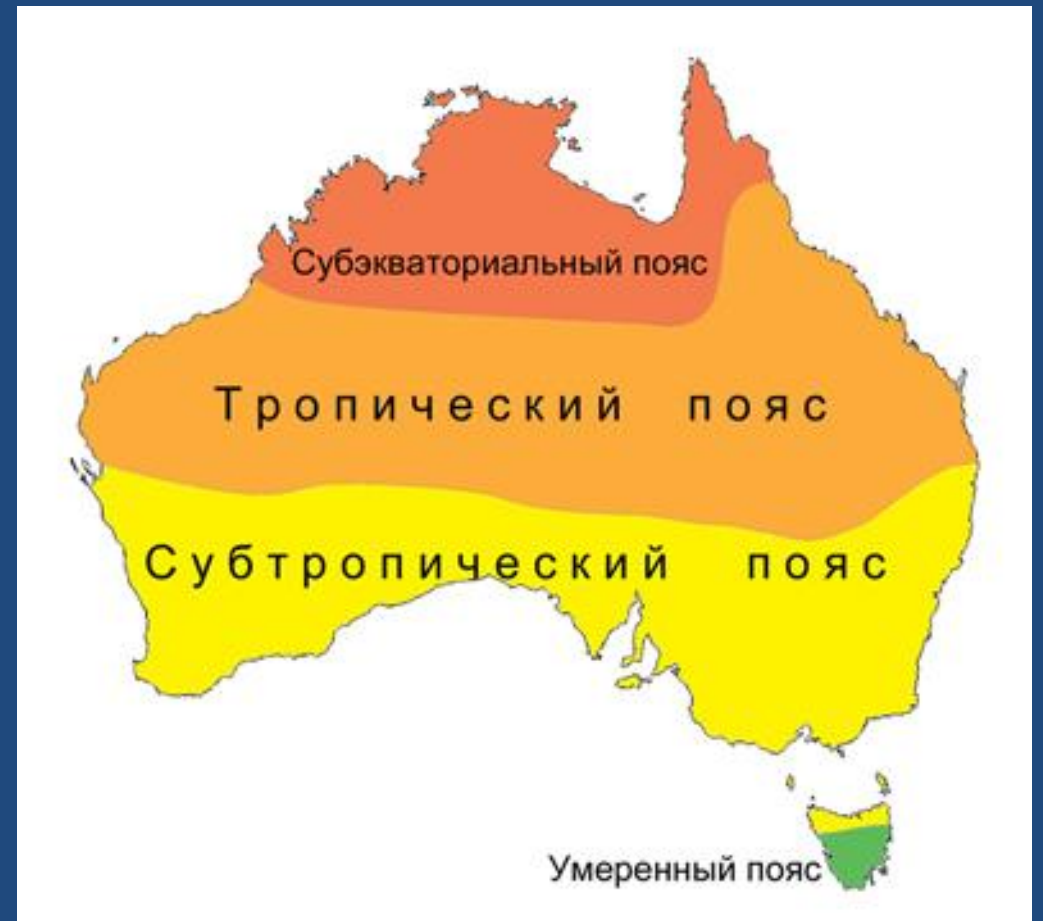 Субэкваториальный пояс
Тропический пояс
Субтропический пояс
Умеренный пояс